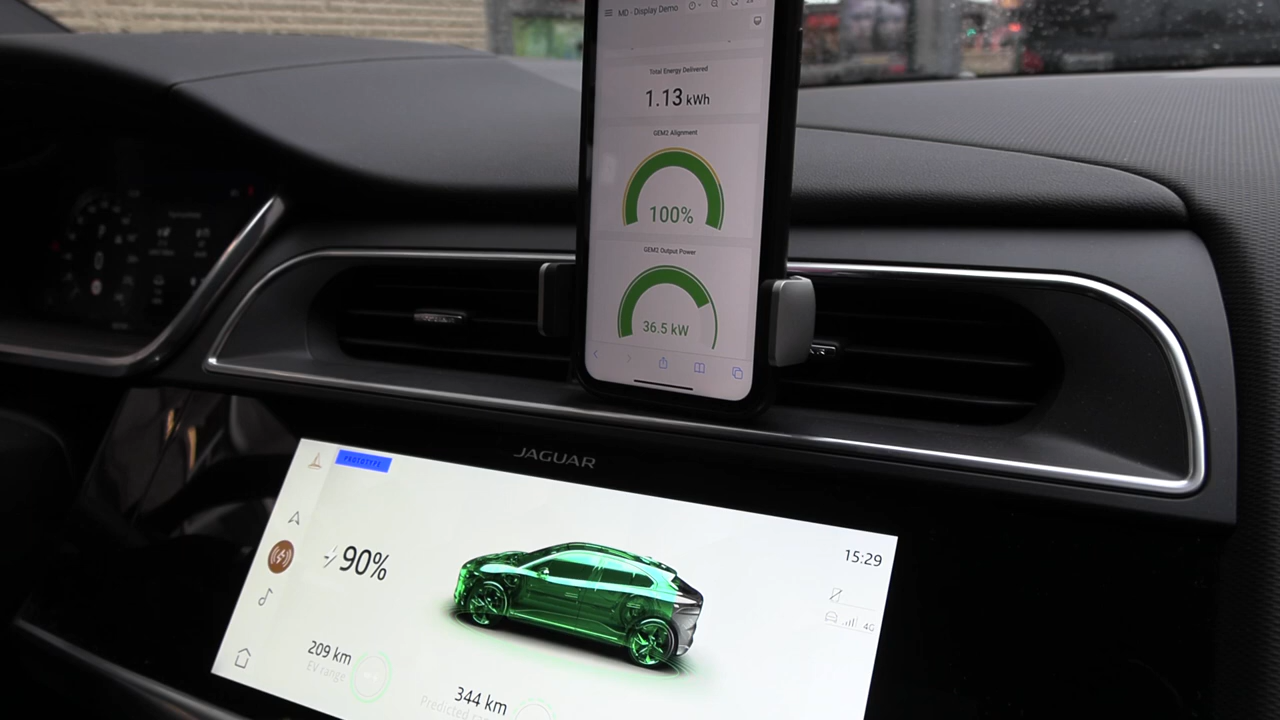 MD - Display Demo
Total Energy Delivered
1.13 kWh
GEM2 Alignment
100%
GEM2 Output Power
36.5 kW
JAGUAR
PROTOTYPE
90%
15:29
4G
209 km
EV range
344 km
Predicted